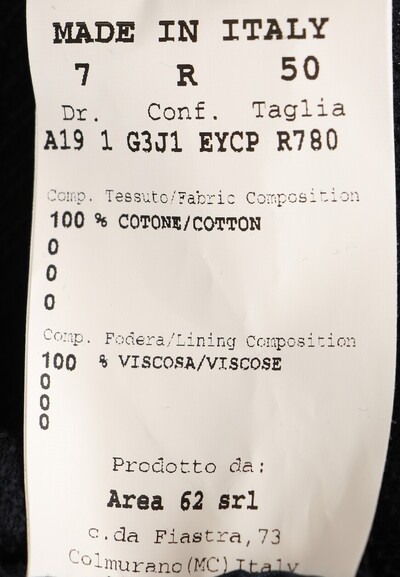 MADE IN ITALY
7 R 50
Dr. Conf. Taglia
A19 1 G3J1 EYCP R780
Comp. Tessuto/Fabric Composition
100 % COTONE/COTTON
0
0
0
Comp. Fodera/Lining Composition
100 % VISCOSA/VISCOSE
0
0
0
Prodotto da:
Area 62 srl
c.da Fiastra,73
Colmurano(MC)Italy